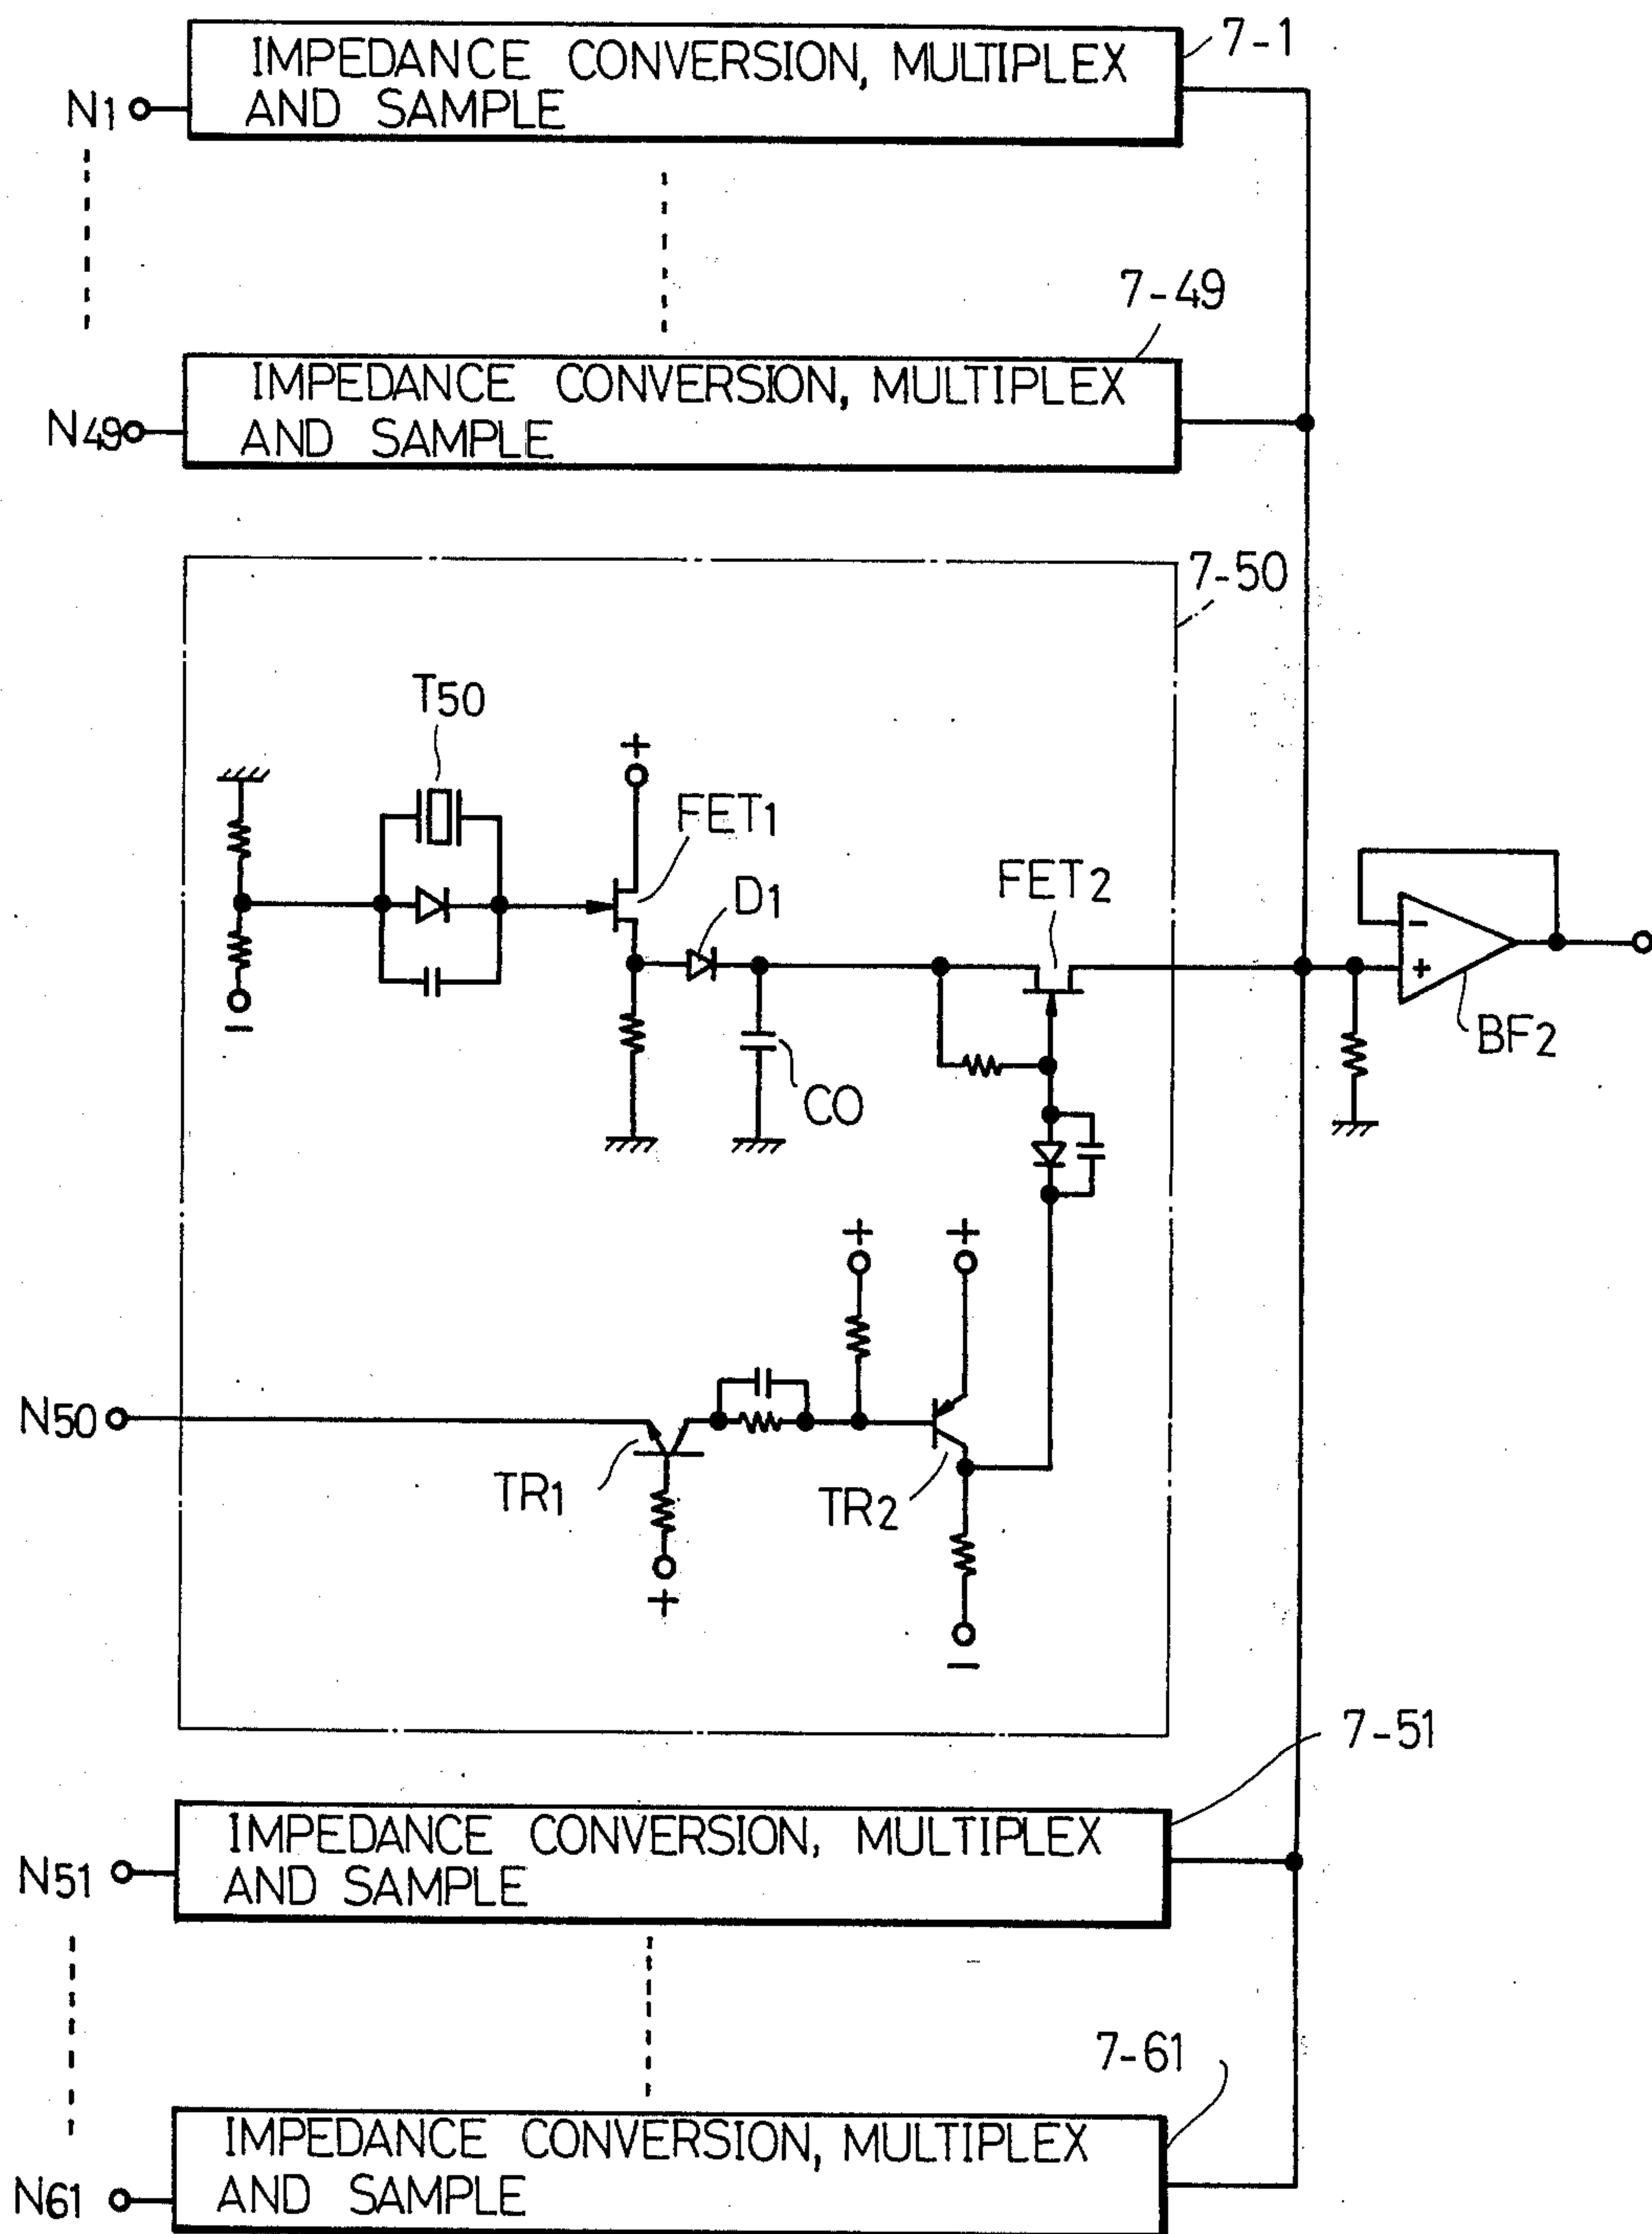 7-1
IMPEDANCE CONVERSION, MULTIPLEX
AND SAMPLE
N1
7-49
IMPEDANCE CONVERSION, MULTIPLEX
AND SAMPLE
N49
7-50
T50
+
FET1
D1
FET2
-
+
BF2
-
CO
+
+
N50
TR1
TR2
+
-
7-51
IMPEDANCE CONVERSION, MULTIPLEX
AND SAMPLE
N51
7-61
IMPEDANCE CONVERSION, MULTIPLEX
AND SAMPLE
N61